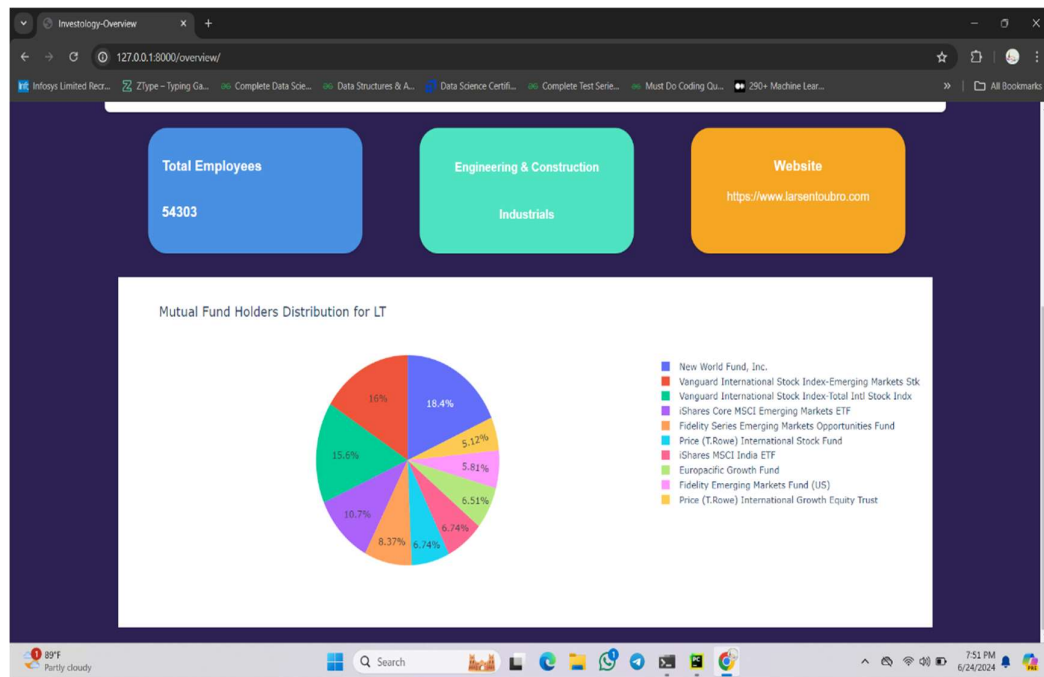 Investology-Overview
127.0.0.1:8000/overview/
Infosys Limited Recr...
ZType – Typing Ga...
Complete Data Scie...
Data Structures & A...
Data Science Certifi...
Complete Test Serie...
Must Do Coding Qu...
290+ Machine Lear...
All Bookmarks
Total Employees
54303
Engineering & Construction
Industrials
Website
https://www.larsentoubro.com
Mutual Fund Holders Distribution for LT
18.4%
16%
15.6%
10.7%
8.37%
6.74%
6.74%
6.51%
5.81%
5.12%
New World Fund, Inc.
Vanguard International Stock Index-Emerging Markets Stk
Vanguard International Stock Index-Total Intl Stock Indx
iShares Core MSCI Emerging Markets ETF
Fidelity Series Emerging Markets Opportunities Fund
Price (T.Rowe) International Stock Fund
iShares MSCI India ETF
Europacific Growth Fund
Fidelity Emerging Markets Fund (US)
Price (T.Rowe) International Growth Equity Trust
1
89°F
Partly cloudy
Search
7:51 PM
6/24/2024